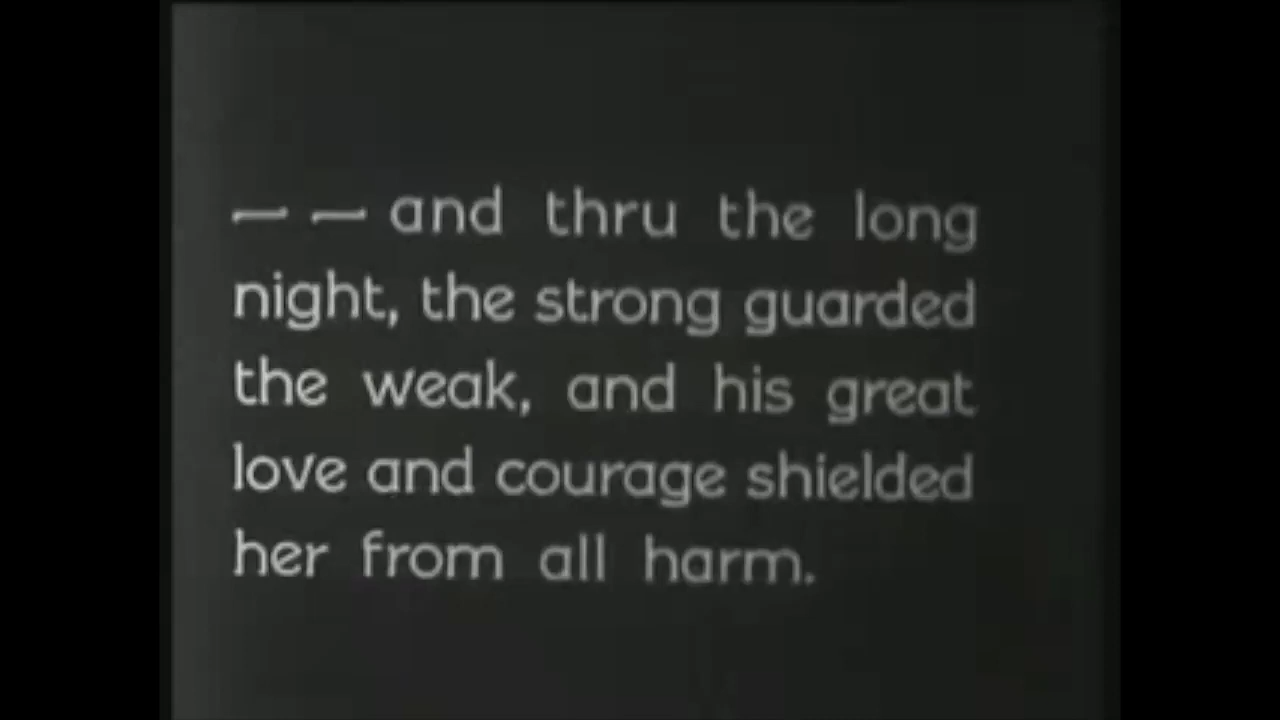 — — and thru the long
night, the strong guarded
the weak, and his great
love and courage shielded
her from all harm.